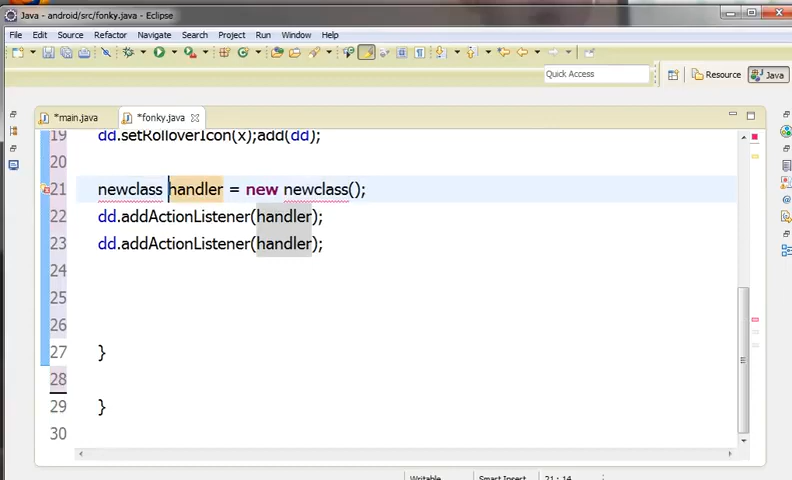 Java - android/src/fonky.java - Eclipse
File Edit Source Refactor Navigate Search Project Run Window Help
Quick Access
Resource
Java
*main.java
*fonky.java
19 dd.setRolloverIcon(x);add(dd);
20
21 newclass handler = new newclass();
22 dd.addActionListener(handler);
23 dd.addActionListener(handler);
24
25
26
27 }
28
29 }
30
Writable
Smart Insert
21 : 14